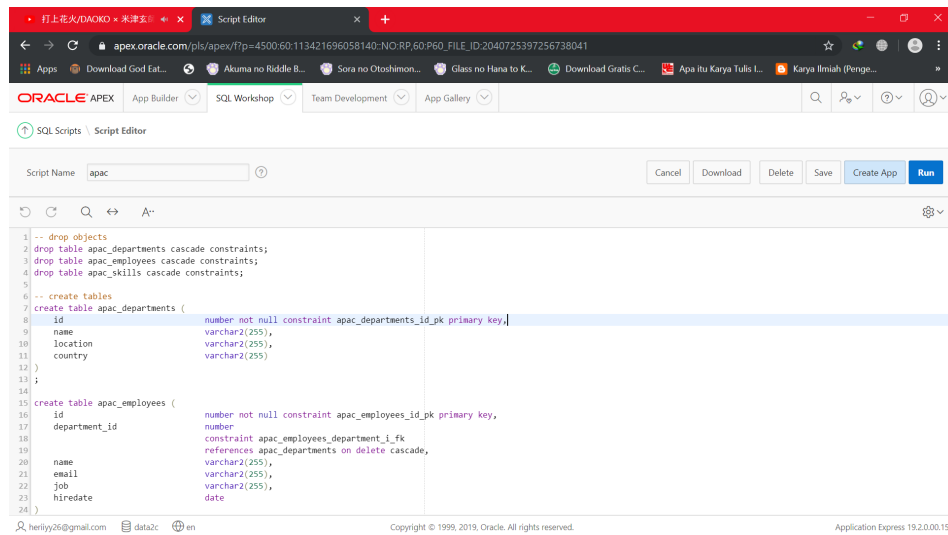 打上花火/DAOKO × 米津玄師
Script Editor
apex.oracle.com/pls/apex/f?p=4500:60:113421696058140::NO:RP,60:P60_FILE_ID:2040725397256738041
Apps Download God Eat... Akuma no Riddle B... Sora no Otoshimon... Glass no Hana to K... Download Gratis C... Apa itu Karya Tulis I... Karya Ilmiah (Penge... »
ORACLE APEX App Builder SQL Workshop Team Development App Gallery
SQL Scripts \ Script Editor
Script Name apac Cancel Download Delete Save Create App Run
A··
1 -- drop objects
2 drop table apac_departments cascade constraints;
3 drop table apac_employees cascade constraints;
4 drop table apac_skills cascade constraints;
5
6 -- create tables
7 create table apac_departments (
8 id number not null constraint apac_departments_id_pk primary key,
9 name varchar2(255),
10 location varchar2(255),
11 country varchar2(255)
12 )
13 ;
14
15 create table apac_employees (
16 id number not null constraint apac_employees_id_pk primary key,
17 department_id number
18 constraint apac_employees_department_i_fk
19 references apac_departments on delete cascade,
20 name varchar2(255),
21 email varchar2(255),
22 job varchar2(255),
23 hiredate date
24 )
heriiyy26@gmail.com data2c en Copyright © 1999, 2019, Oracle. All rights reserved. Application Express 19.2.0.00.15